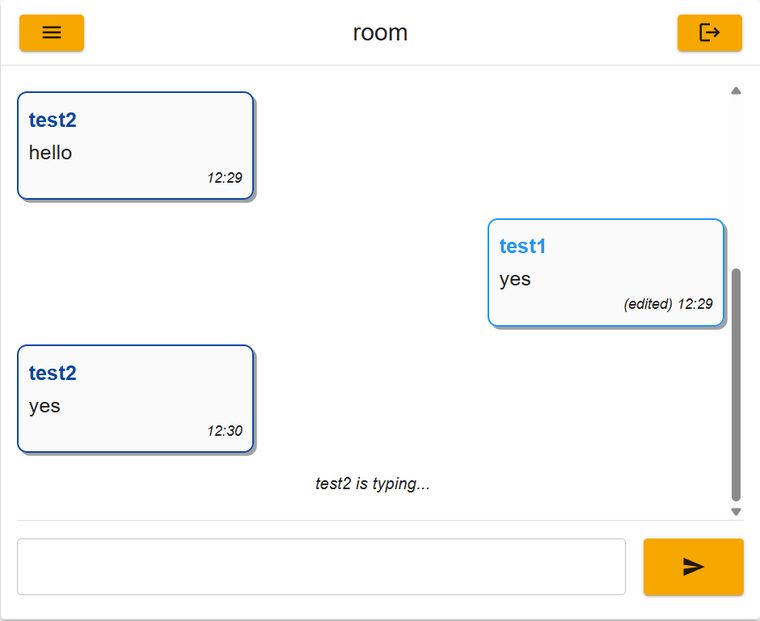 room
test2
hello
12:29
test1
yes
(edited) 12:29
test2
yes
12:30
test2 is typing...